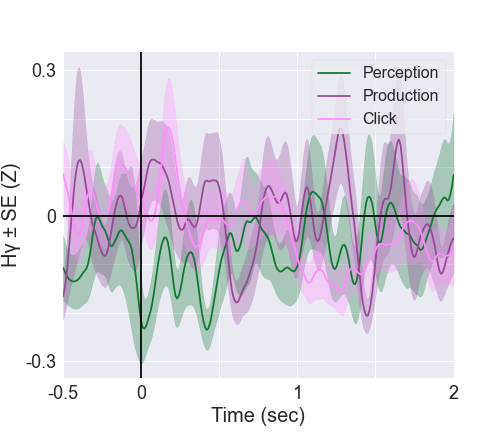 Perception
Production
Click
0.3
0
-0.3
Hγ ± SE (Z)
-0.5
0
1
2
Time (sec)